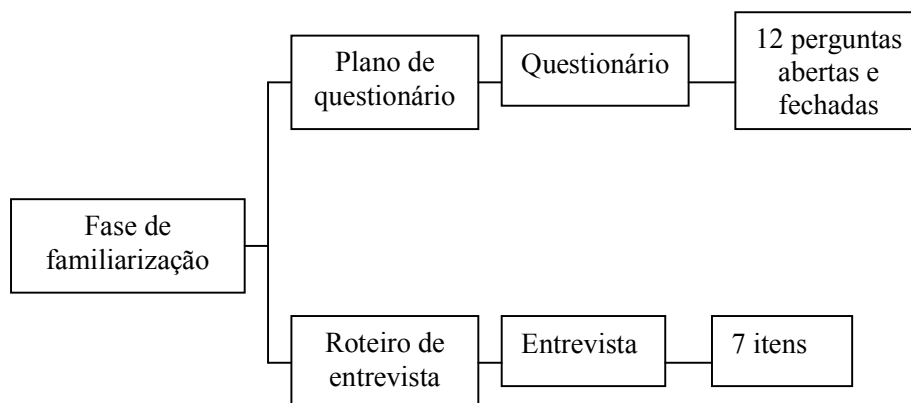 Plano de
questionário
Questionário
12 perguntas
abertas e
fechadas
Fase de
familiarização
Roteiro de
entrevista
Entrevista
7 itens